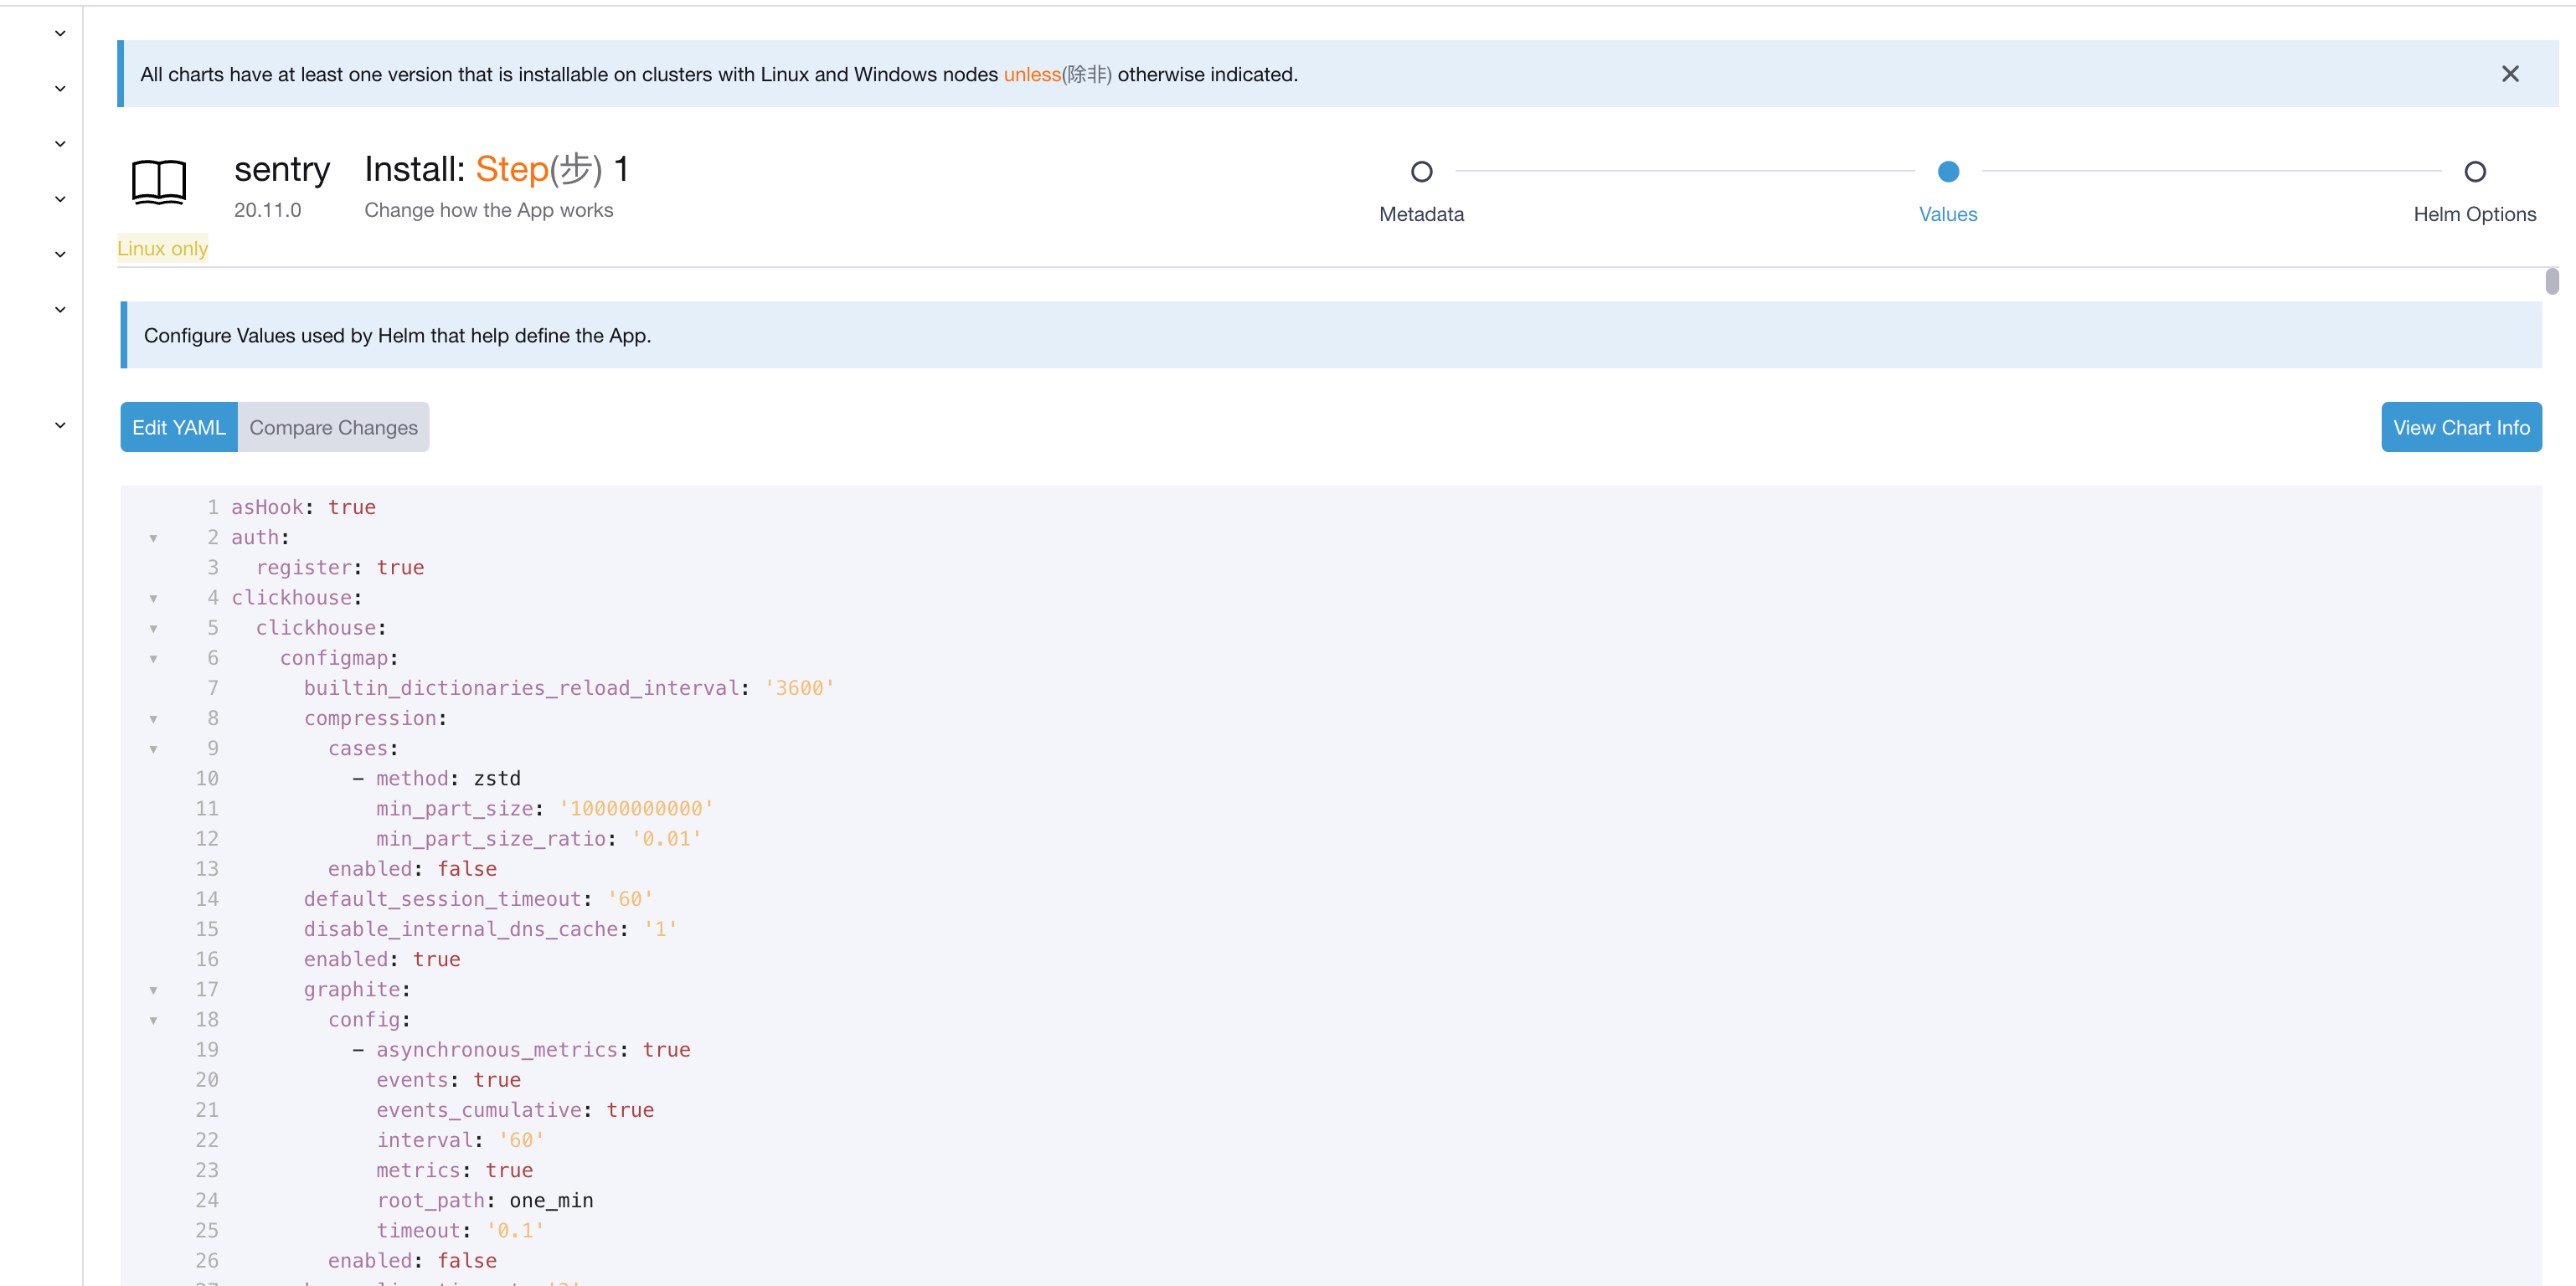 All charts have at least one version that is installable on clusters with Linux and Windows nodes unless(除非) otherwise indicated.
sentry
20.11.0
Linux only
Install: Step(步) 1
Change how the App works
Metadata
Values
Helm Options
Configure Values used by Helm that help define the App.
Edit YAML
Compare Changes
View Chart Info
1 asHook: true
2 auth:
3   register: true
4 clickhouse:
5   clickhouse:
6     configmap:
7       builtin_dictionaries_reload_interval: '3600'
8       compression:
9         cases:
10           - method: zstd
11             min_part_size: '10000000000'
12             min_part_size_ratio: '0.01'
13         enabled: false
14       default_session_timeout: '60'
15       disable_internal_dns_cache: '1'
16       enabled: true
17       graphite:
18         config:
19           - asynchronous_metrics: true
20             events: true
21             events_cumulative: true
22             interval: '60'
23             metrics: true
24             root_path: one_min
25             timeout: '0.1'
26         enabled: false